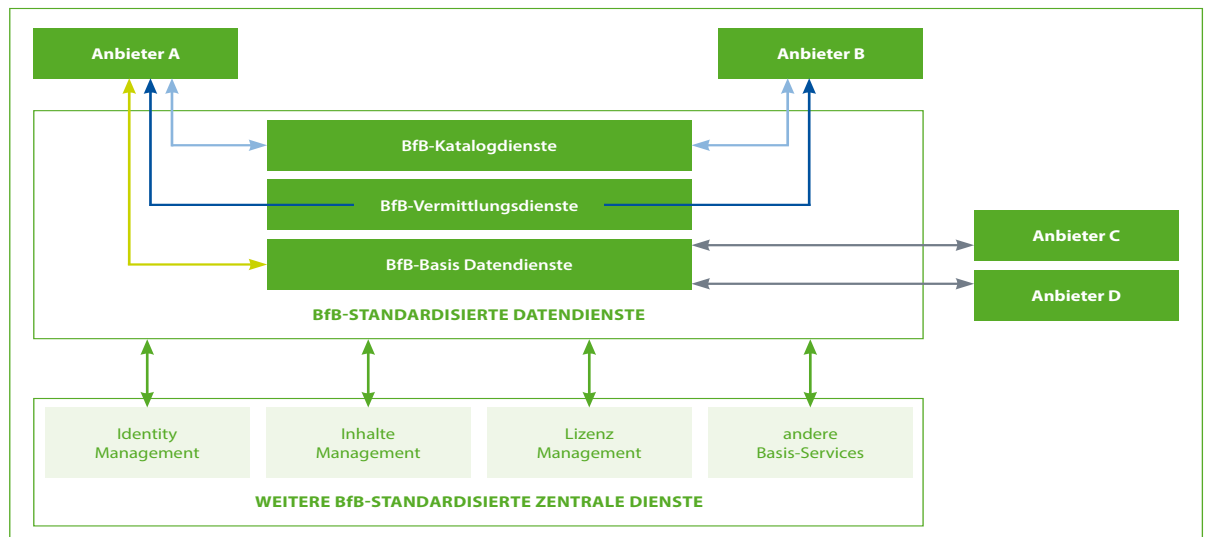 Anbieter A
Anbieter B
BfB-Katalogdienste
BfB-Vermittlungsdienste
BfB-Basis Datendienste
Anbieter C
Anbieter D
BfB-STANDARDISIERTE DATENDIENSTE
Identity
Management
Inhalte
Management
Lizenz
Management
andere
Basis-Services
WEITERE BfB-STANDARDISIERTE ZENTRALE DIENSTE